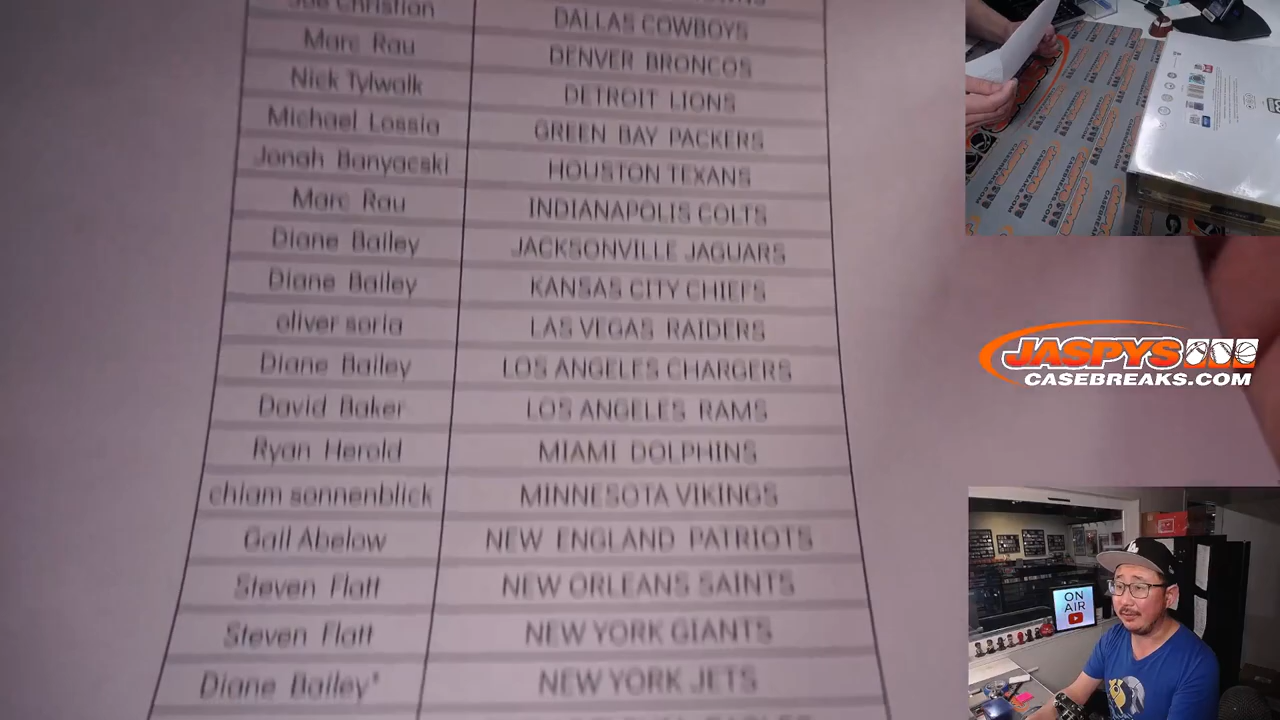 DALLAS COWBOYS
Marc Rau DENVER BRONCOS
Nick Tylwalk DETROIT LIONS
Michael Lossia GREEN BAY PACKERS
Jonah Banyacski HOUSTON TEXANS
Marc Rau INDIANAPOLIS COLTS
Diane Bailey JACKSONVILLE JAGUARS
Diane Bailey KANSAS CITY CHIEFS
oliver soria LAS VEGAS RAIDERS
Diane Bailey LOS ANGELES CHARGERS
David Baker LOS ANGELES RAMS
Ryan Herold MIAMI DOLPHINS
chiam sonnenblick MINNESOTA VIKINGS
Gail Abelow NEW ENGLAND PATRIOTS
Steven Flatt NEW ORLEANS SAINTS
Steven Flatt NEW YORK GIANTS
Diane Bailey* NEW YORK JETS
JASPYS
CASEBREAKS.COM
ON
AIR